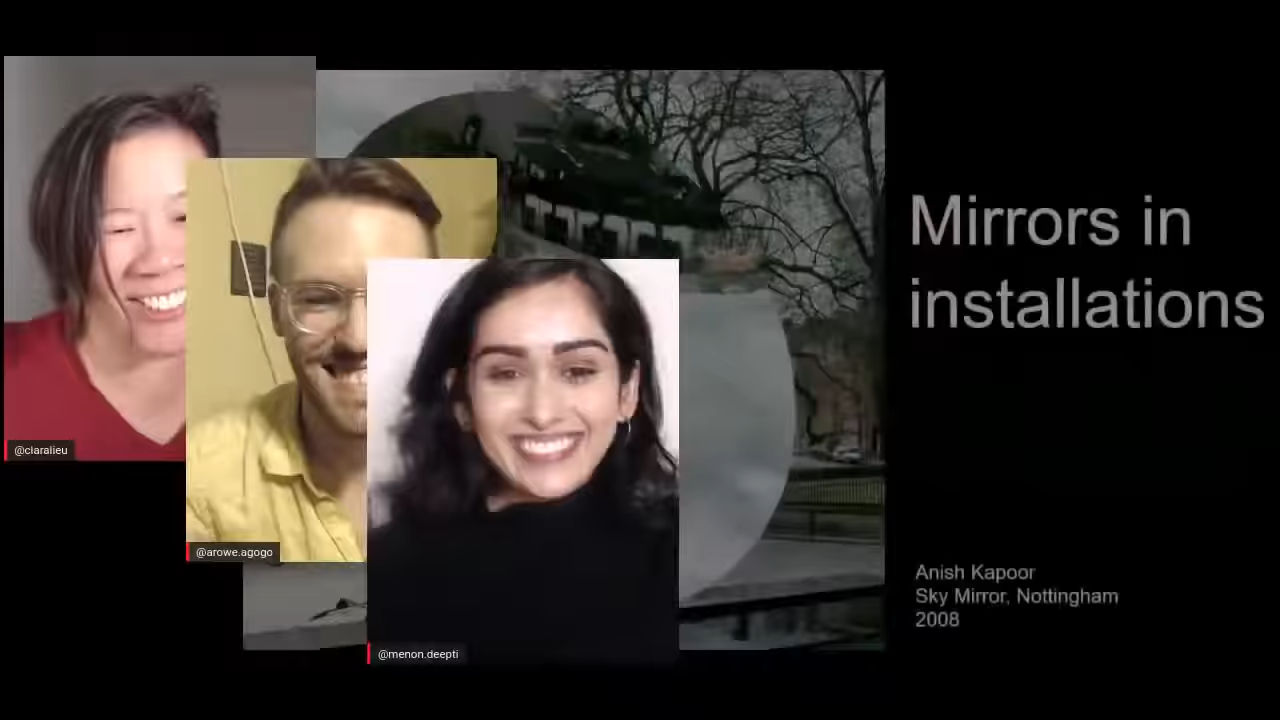 Mirrors in
installations
@claralieu
@arowe.agogo
@menon.deepti
Anish Kapoor
Sky Mirror, Nottingham
2008